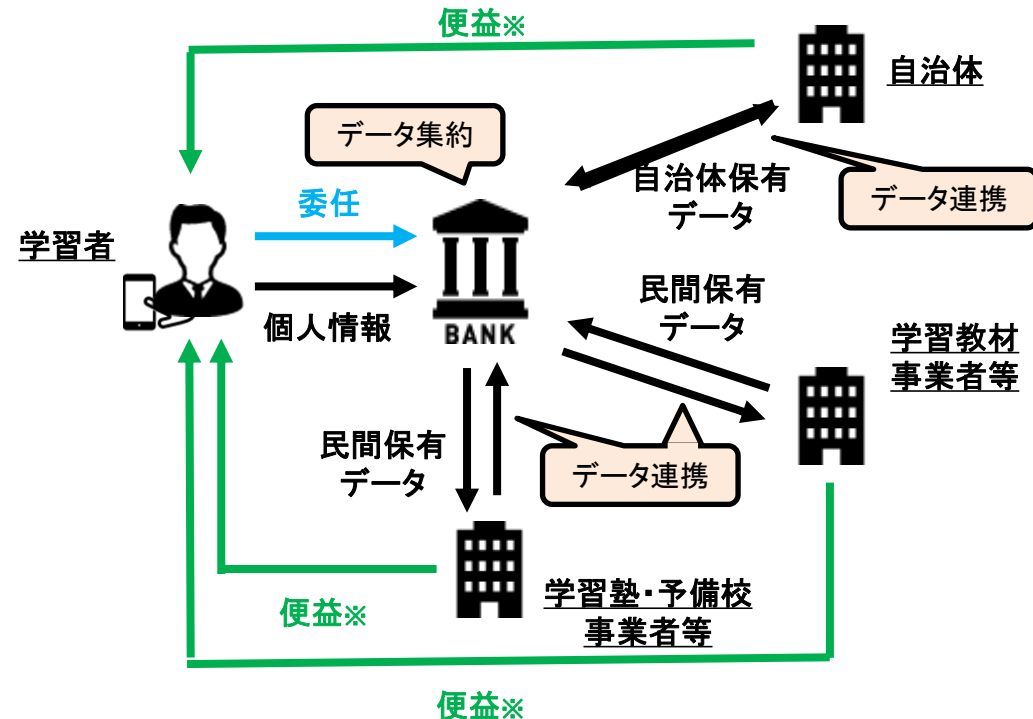 便益※
自治体
データ集約
自治体保有
データ
データ連携
委任
学習者
個人情報
BANK
民間保有
データ
学習教材
事業者等
民間保有
データ
データ連携
学習塾・予備校
事業者等
便益※
便益※